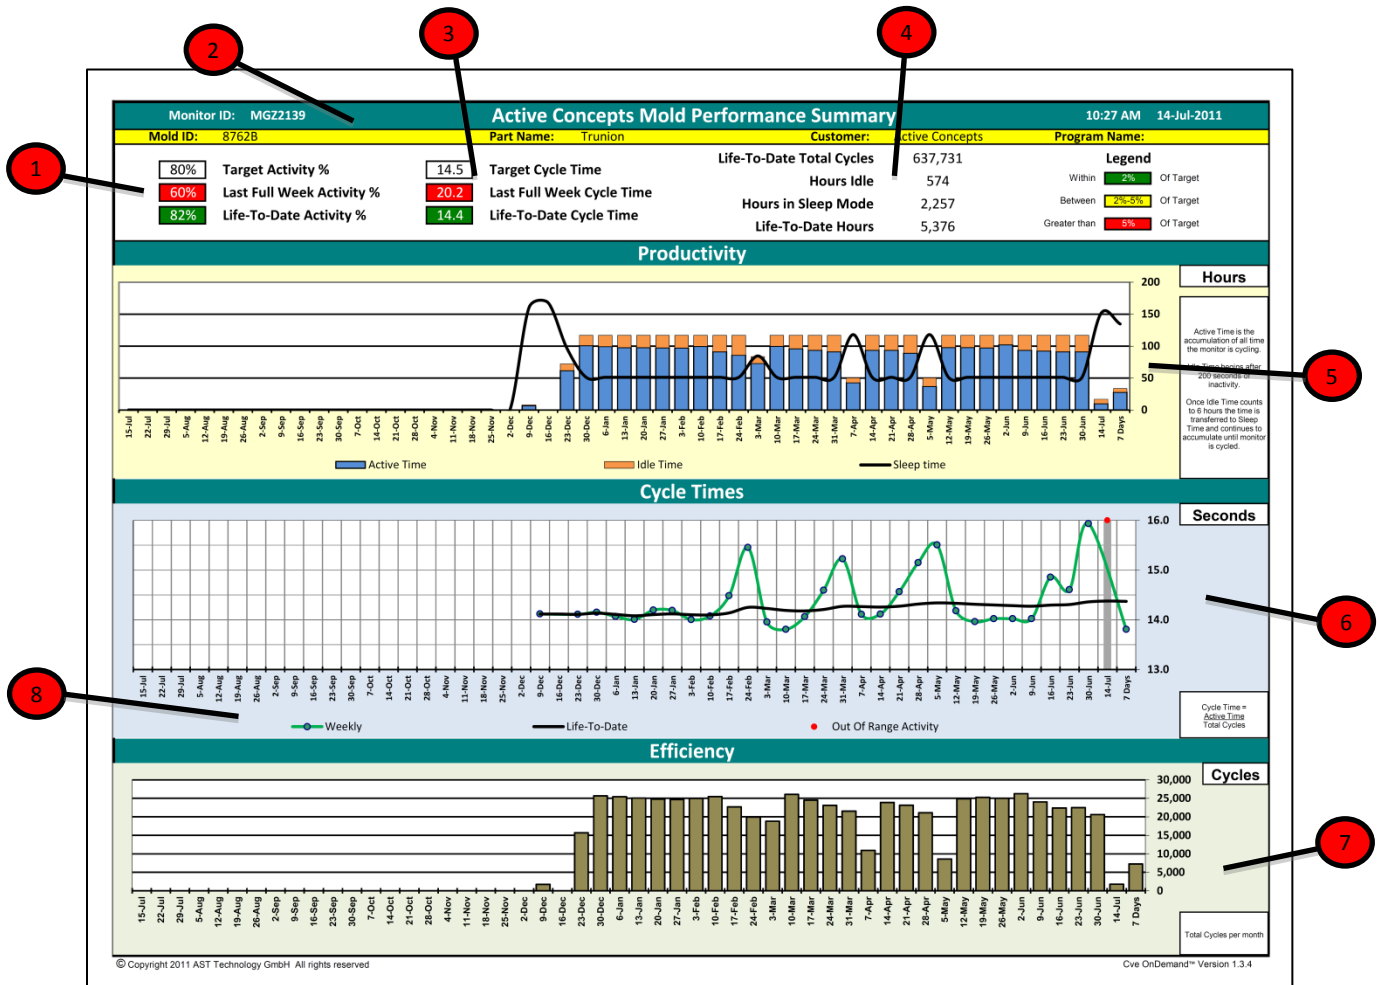 2
3
4
Monitor ID: MGZ2139 Active Concepts Mold Performance Summary 10:27 AM 14-Jul-2011
Mold ID: 8762B Part Name: Trunion Customer: Active Concepts Program Name:
1
80% Target Activity % 14.5 Target Cycle Time Life-To-Date Total Cycles 637,731 Legend
60% Last Full Week Activity % 20.2 Last Full Week Cycle Time Hours Idle 574 Within 2% Of Target
82% Life-To-Date Activity % 14.4 Life-To-Date Cycle Time Hours in Sleep Mode 2,257 Between 2%-5% Of Target
Life-To-Date Hours 5,376 Greater than 5% Of Target
Productivity
Hours
200
150
100
50
0
Active Time is the
accumulation of all time
the monitor is cycling.
Idle Time begins after
200 seconds of
inactivity.
Once Idle Time counts
to 6 hours the time is
transferred to Sleep
Time and continues to
accumulate until monitor
is cycled.
5
15-Jul 22-Jul 29-Jul 5-Aug 12-Aug 19-Aug 26-Aug 2-Sep 9-Sep 16-Sep 23-Sep 30-Sep 7-Oct 14-Oct 21-Oct 28-Oct 4-Nov 11-Nov 18-Nov 25-Nov 2-Dec 9-Dec 16-Dec 23-Dec 30-Dec 6-Jan 13-Jan 20-Jan 27-Jan 3-Feb 10-Feb 17-Feb 24-Feb 3-Mar 10-Mar 17-Mar 24-Mar 31-Mar 7-Apr 14-Apr 21-Apr 28-Apr 5-May 12-May 19-May 26-May 2-Jun 9-Jun 16-Jun 23-Jun 30-Jun 14-Jul 7 Days
Active Time Idle Time Sleep time
Cycle Times
Seconds
16.0
15.0
14.0
13.0
6
15-Jul 22-Jul 29-Jul 5-Aug 12-Aug 19-Aug 26-Aug 2-Sep 9-Sep 16-Sep 23-Sep 30-Sep 7-Oct 14-Oct 21-Oct 28-Oct 4-Nov 11-Nov 18-Nov 25-Nov 2-Dec 9-Dec 16-Dec 23-Dec 30-Dec 6-Jan 13-Jan 20-Jan 27-Jan 3-Feb 10-Feb 17-Feb 24-Feb 3-Mar 10-Mar 17-Mar 24-Mar 31-Mar 7-Apr 14-Apr 21-Apr 28-Apr 5-May 12-May 19-May 26-May 2-Jun 9-Jun 16-Jun 23-Jun 30-Jun 14-Jul 7 Days
8
Weekly Life-To-Date Out Of Range Activity
Cycle Time =
Active Time
Total Cycles
Efficiency
Cycles
30,000
25,000
20,000
15,000
10,000
5,000
0
7
15-Jul 22-Jul 29-Jul 5-Aug 12-Aug 19-Aug 26-Aug 2-Sep 9-Sep 16-Sep 23-Sep 30-Sep 7-Oct 14-Oct 21-Oct 28-Oct 4-Nov 11-Nov 18-Nov 25-Nov 2-Dec 9-Dec 16-Dec 23-Dec 30-Dec 6-Jan 13-Jan 20-Jan 27-Jan 3-Feb 10-Feb 17-Feb 24-Feb 3-Mar 10-Mar 17-Mar 24-Mar 31-Mar 7-Apr 14-Apr 21-Apr 28-Apr 5-May 12-May 19-May 26-May 2-Jun 9-Jun 16-Jun 23-Jun 30-Jun 14-Jul 7 Days
Total Cycles per month
© Copyright 2011 AST Technology GmbH All rights reserved Cve OnDemand™ Version 1.3.4